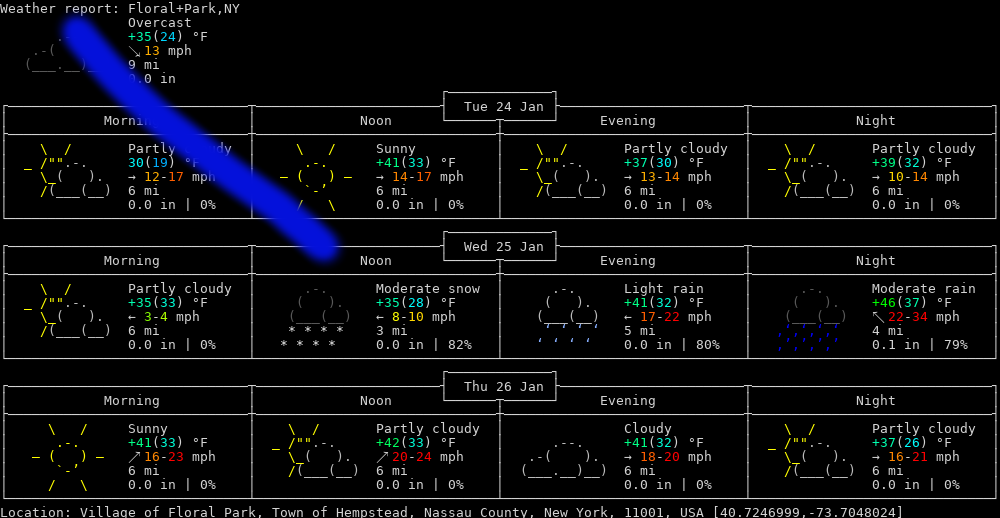 Weather report: Floral+Park,NY
Overcast
+35(24) °F
↘ 13 mph
9 mi
0.0 in
Tue 24 Jan
Morning Noon Evening Night
Partly cloudy Sunny Partly cloudy Partly cloudy
30(19) °F +41(33) °F +37(30) °F +39(32) °F
→ 12-17 mph → 14-17 mph → 13-14 mph → 10-14 mph
6 mi 6 mi 6 mi 6 mi
0.0 in | 0% 0.0 in | 0% 0.0 in | 0% 0.0 in | 0%
Wed 25 Jan
Morning Noon Evening Night
Partly cloudy Moderate snow Light rain Moderate rain
+35(33) °F +35(28) °F +41(32) °F +46(37) °F
← 3-4 mph ← 8-10 mph ← 17-22 mph ↖ 22-34 mph
6 mi 3 mi 5 mi 4 mi
0.0 in | 0% 0.0 in | 82% 0.0 in | 80% 0.1 in | 79%
Thu 26 Jan
Morning Noon Evening Night
Sunny Partly cloudy Cloudy Partly cloudy
+41(33) °F +42(33) °F +41(32) °F +37(26) °F
↗ 16-23 mph ↗ 20-24 mph → 18-20 mph → 16-21 mph
6 mi 6 mi 6 mi 6 mi
0.0 in | 0% 0.0 in | 0% 0.0 in | 0% 0.0 in | 0%
Location: Village of Floral Park, Town of Hempstead, Nassau County, New York, 11001, USA [40.7246999,-73.7048024]